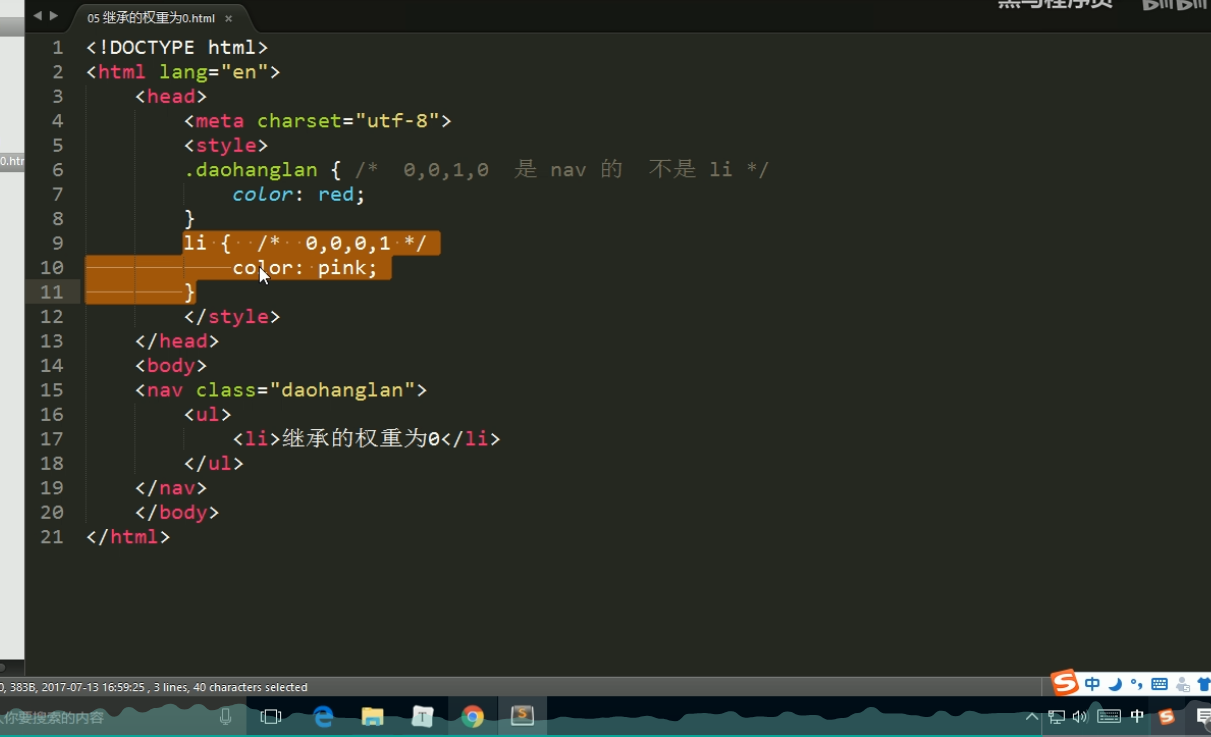 05 继承的权重为0.html ×
1 <!DOCTYPE html>
2 <html lang="en">
3 <head>
4 <meta charset="utf-8">
5 <style>
6 .daohanglan { /* 0,0,1,0 是 nav 的 不是 li */
7 color: red;
8 }
9 li { /* 0,0,0,1 */
10 color: pink;
11 }
12 </style>
13 </head>
14 <body>
15 <nav class="daohanglan">
16 <ul>
17 <li>继承的权重为0</li>
18 </ul>
19 </nav>
20 </body>
21 </html>
0, 383B, 2017-07-13 16:59:25 , 3 lines, 40 characters selected
中
你要搜索的内容
中